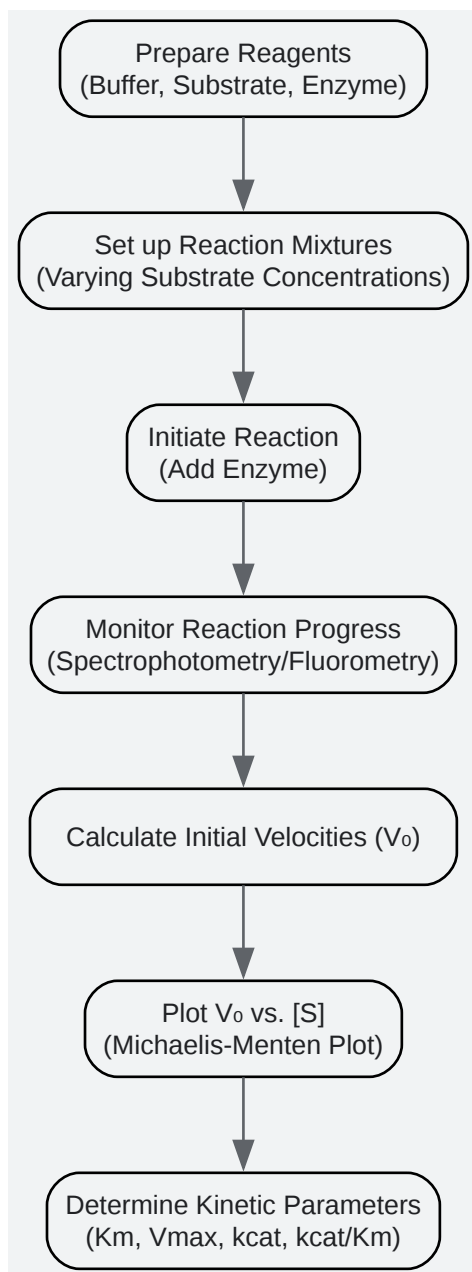 Prepare Reagents
(Buffer, Substrate, Enzyme)
Set up Reaction Mixtures
(Varying Substrate Concentrations)
Initiate Reaction
(Add Enzyme)
Monitor Reaction Progress
(Spectrophotometry/Fluorometry)
Calculate Initial Velocities (V₀)
Plot V₀ vs. [S]
(Michaelis-Menten Plot)
Determine Kinetic Parameters
(Km, Vmax, kcat, kcat/Km)